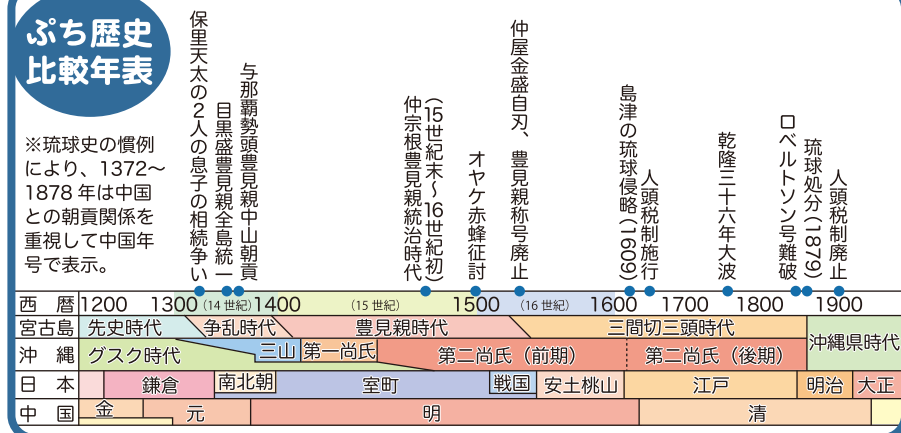 ぷち歴史
比較年表
※琉球史の慣例
により、1372〜
1878年は中国
との朝貢関係を
重視して中国年
号で表示。
保里天太の2人の息子の相続争い
目黒盛豊見親全島統一
与那覇勢頭豊見親中山朝貢
(15世紀末〜16世紀初)
仲宗根豊見親統治時代
オヤケ赤蜂征討
仲屋金盛自刃、豊見親称号廃止
島津の琉球侵略(1609)
人頭税制施行
乾隆三十六年大波
ロベルトソン号難破
琉球処分(1879)
人頭税制廃止
西暦 1200 1300 (14世紀) 1400 (15世紀) 1500 (16世紀) 1600 1700 1800 1900
宮古島 先史時代 争乱時代 豊見親時代 三間切三頭時代 沖縄県時代
沖縄 グスク時代 三山 第一尚氏 第二尚氏(前期) 第二尚氏(後期)
日本 鎌倉 南北朝 室町 戦国 安土桃山 江戸 明治 大正
中国 金 元 明 清